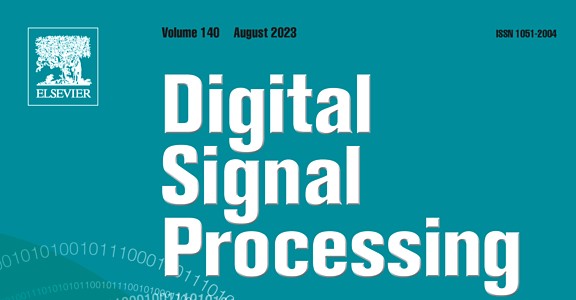 Volume 140 August 2023
ISSN 1051-2004
ELSEVIER
Digital
Signal
Processing